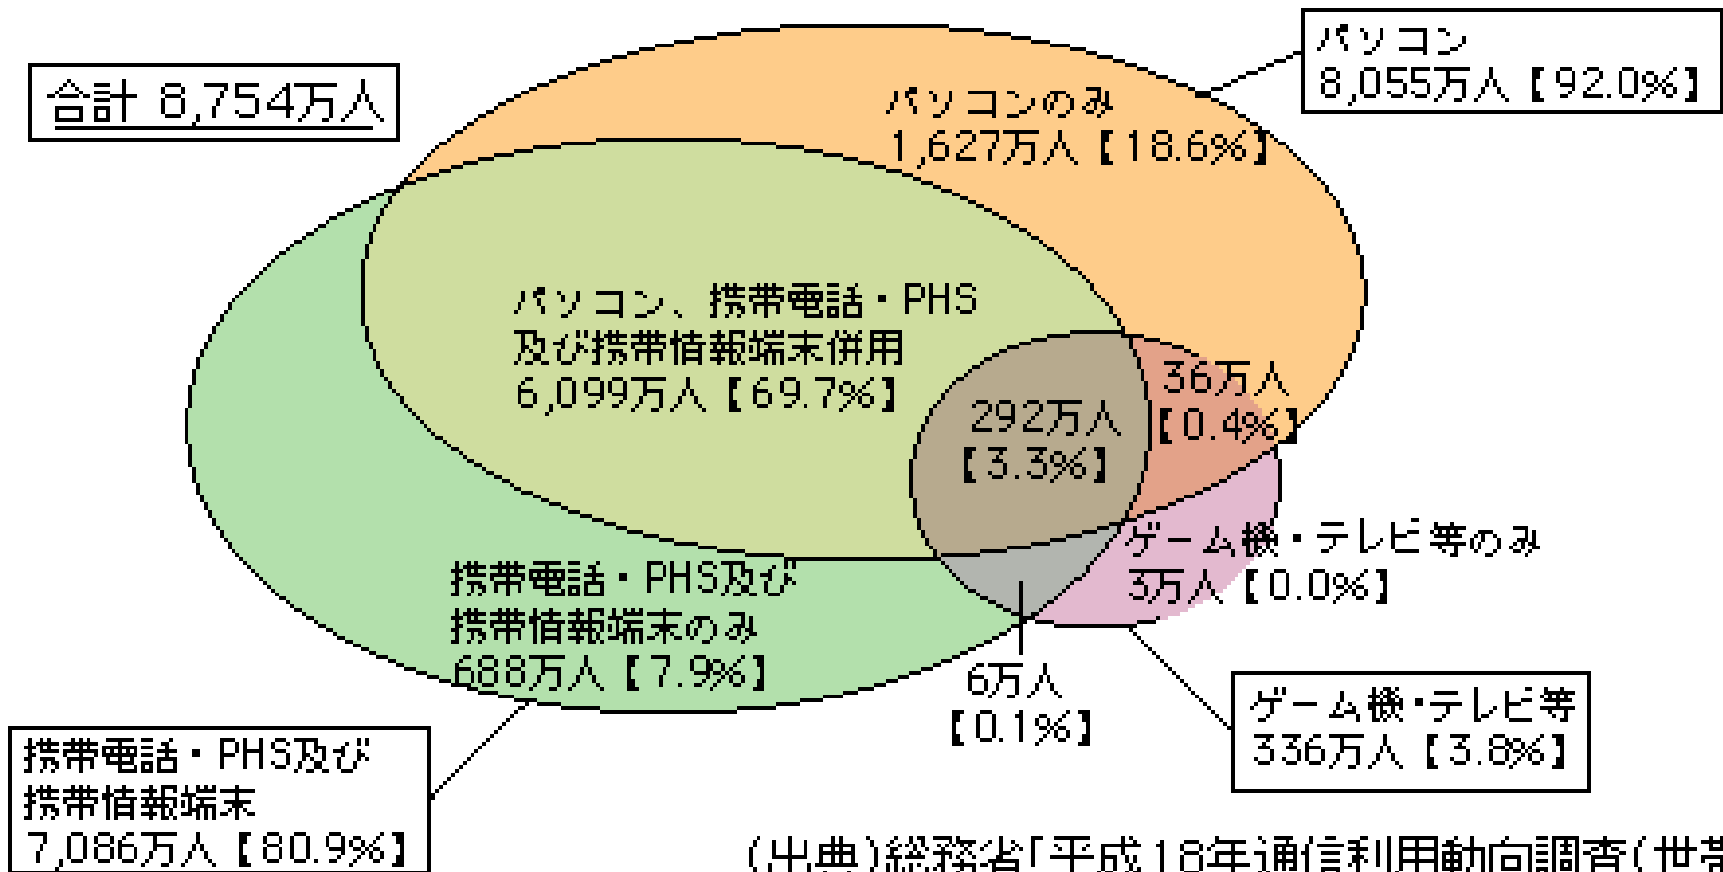 合計 8,754万人
パソコン
8,055万人【92.0%】
パソコンのみ
1,627万人【18.6%】
パソコン、携帯電話・PHS
及び携帯情報端末併用
6,099万人【69.7%】
36万人
【0.4%】
292万人
【3.3%】
ゲーム機・テレビ等のみ
3万人【0.0%】
携帯電話・PHS及び
携帯情報端末のみ
688万人【7.9%】
6万人
【0.1%】
ゲーム機・テレビ等
336万人【3.8%】
携帯電話・PHS及び
携帯情報端末
7,086万人【80.9%】
(出典)総務省「平成18年通信利用動向調査(世帯